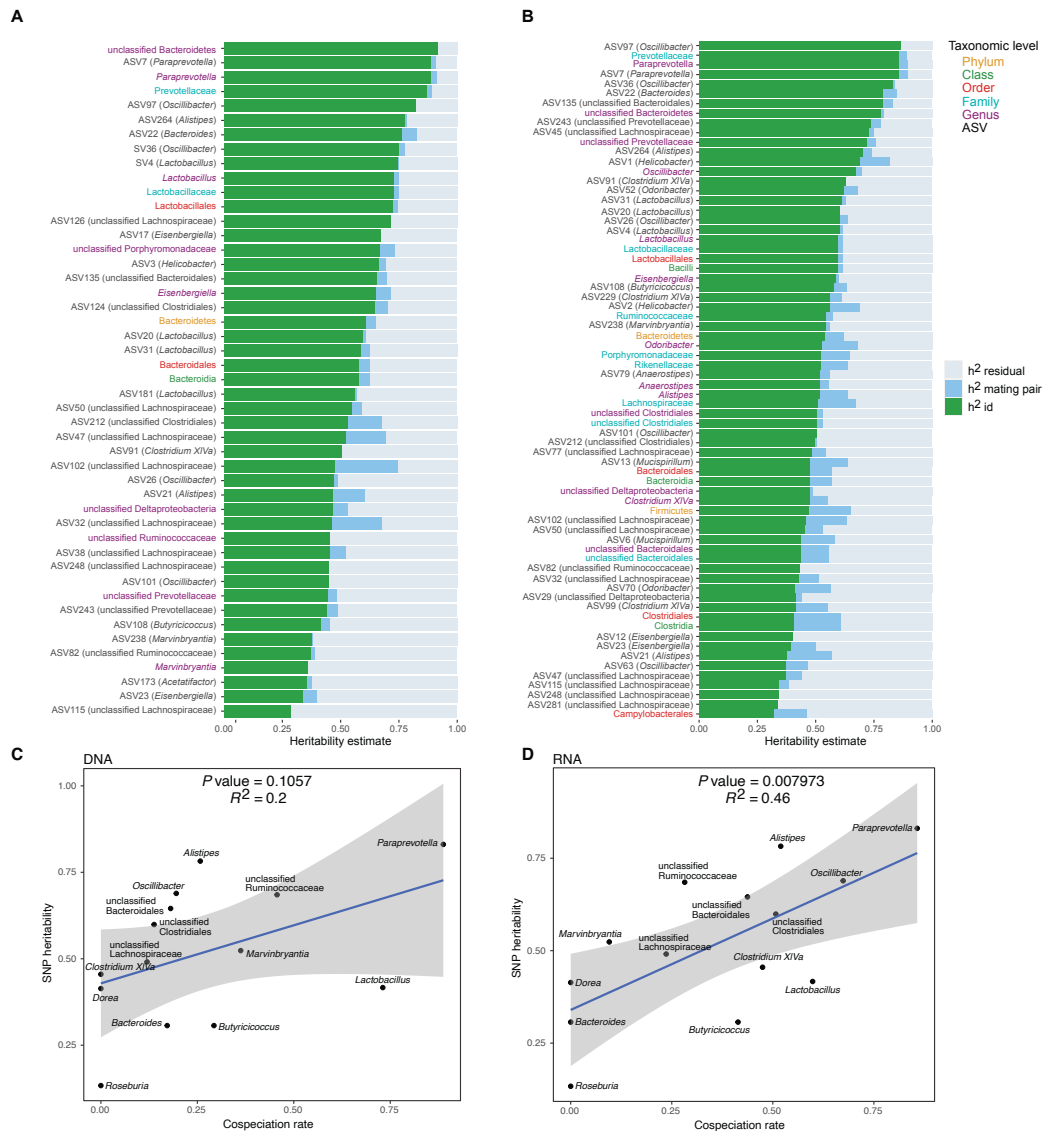 A
unclassified Bacteroidetes
ASV7 (Paraprevotella)
Paraprevotella
Prevotellaceae
ASV97 (Oscillibacter)
ASV264 (Alistipes)
ASV22 (Bacteroides)
SV36 (Oscillibacter)
SV4 (Lactobacillus)
Lactobacillus
Lactobacillaceae
Lactobacillales
ASV126 (unclassified Lachnospiraceae)
ASV17 (Eisenbergiella)
unclassified Porphyromonadaceae
ASV3 (Helicobacter)
ASV135 (unclassified Bacteroidales)
Eisenbergiella
ASV124 (unclassified Clostridiales)
Bacteroidetes
ASV20 (Lactobacillus)
ASV31 (Lactobacillus)
Bacteroidales
Bacteroidia
ASV181 (Lactobacillus)
ASV50 (unclassified Lachnospiraceae)
ASV212 (unclassified Clostridiales)
ASV47 (unclassified Lachnospiraceae)
ASV91 (Clostridium XIVa)
ASV102 (unclassified Lachnospiraceae)
ASV26 (Oscillibacter)
ASV21 (Alistipes)
unclassified Deltaproteobacteria
ASV32 (unclassified Lachnospiraceae)
unclassified Ruminococcaceae
ASV38 (unclassified Lachnospiraceae)
ASV248 (unclassified Lachnospiraceae)
ASV101 (Oscillibacter)
unclassified Prevotellaceae
ASV243 (unclassified Prevotellaceae)
ASV108 (Butyricicoccus)
ASV238 (Marvinbryantia)
ASV82 (unclassified Ruminococcaceae)
Marvinbryantia
ASV173 (Acetatifactor)
ASV23 (Eisenbergiella)
ASV115 (unclassified Lachnospiraceae)
0.00 0.25 0.50 0.75 1.00
Heritability estimate
B
ASV97 (Oscillibacter)
Prevotellaceae
Paraprevotella
ASV7 (Paraprevotella)
ASV36 (Oscillibacter)
ASV22 (Bacteroides)
ASV135 (unclassified Bacteroidales)
unclassified Bacteroidetes
ASV243 (unclassified Prevotellaceae)
ASV45 (unclassified Lachnospiraceae)
unclassified Prevotellaceae
ASV264 (Alistipes)
ASV1 (Helicobacter)
Oscillibacter
ASV91 (Clostridium XIVa)
ASV52 (Odoribacter)
ASV31 (Lactobacillus)
ASV20 (Lactobacillus)
ASV26 (Oscillibacter)
ASV4 (Lactobacillus)
Lactobacillus
Lactobacillaceae
Lactobacillales
Bacilli
Eisenbergiella
ASV108 (Butyricicoccus)
ASV229 (Clostridium XIVa)
ASV2 (Helicobacter)
Ruminococcaceae
ASV238 (Marvinbryantia)
Bacteroidetes
Odoribacter
Porphyromonadaceae
Rikenellaceae
ASV79 (Anaerostipes)
Anaerostipes
Alistipes
Lachnospiraceae
unclassified Clostridiales
unclassified Clostridiales
ASV101 (Oscillibacter)
ASV212 (unclassified Clostridiales)
ASV77 (unclassified Lachnospiraceae)
ASV13 (Mucispirillum)
Bacteroidales
Bacteroidia
unclassified Deltaproteobacteria
Clostridium XIVa
Firmicutes
ASV102 (unclassified Lachnospiraceae)
ASV50 (unclassified Lachnospiraceae)
ASV6 (Mucispirillum)
unclassified Bacteroidales
unclassified Bacteroidales
ASV82 (unclassified Ruminococcaceae)
ASV32 (unclassified Lachnospiraceae)
ASV70 (Odoribacter)
ASV29 (unclassified Deltaproteobacteria)
ASV99 (Clostridium XIVa)
Clostridiales
Clostridia
ASV12 (Eisenbergiella)
ASV23 (Eisenbergiella)
ASV21 (Alistipes)
ASV63 (Oscillibacter)
ASV47 (unclassified Lachnospiraceae)
ASV115 (unclassified Lachnospiraceae)
ASV248 (unclassified Lachnospiraceae)
ASV281 (unclassified Lachnospiraceae)
Campylobacterales
0.00 0.25 0.50 0.75 1.00
Heritability estimate
Taxonomic level
Phylum
Class
Order
Family
Genus
ASV
h2 residual
h2 mating pair
h2 id
C
DNA
P value = 0.1057
R2 = 0.2
SNP heritability
1.00
0.75
0.50
0.25
Paraprevotella
Alistipes
Oscillibacter
unclassified
Ruminococcaceae
unclassified
Bacteroidales
unclassified
Clostridiales
unclassified
Lachnospiraceae
Marvinbryantia
Clostridium XIVa
Dorea
Lactobacillus
Bacteroides
Butyricicoccus
Roseburia
0.00 0.25 0.50 0.75
Cospeciation rate
D
RNA
P value = 0.007973
R2 = 0.46
SNP heritability
0.75
0.50
0.25
Paraprevotella
Alistipes
unclassified
Ruminococcaceae
Oscillibacter
unclassified
Bacteroidales
unclassified
Clostridiales
Marvinbryantia
unclassified
Lachnospiraceae
Clostridium XIVa
Dorea
Lactobacillus
Bacteroides
Butyricicoccus
Roseburia
0.00 0.25 0.50 0.75
Cospeciation rate